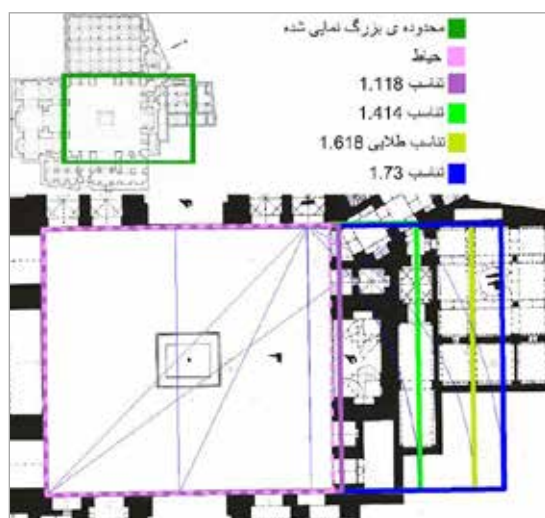 محدوده ی بزرگ نمایی شده
حیاط
تناسب 1.118
تناسب 1.414
تناسب طلایی 1.618
تناسب 1.73